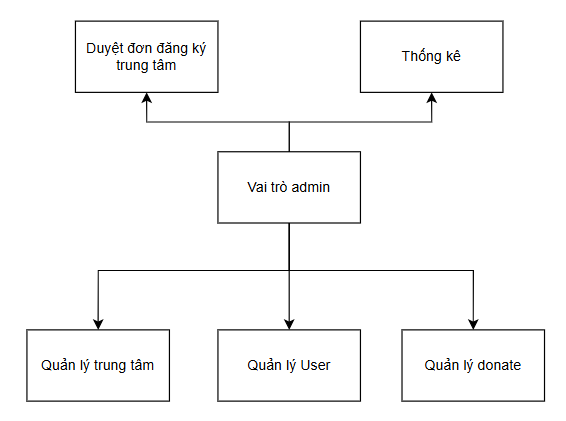 Duyệt đơn đăng ký
trung tâm
Thống kê
Vai trò admin
Quản lý trung tâm
Quản lý User
Quản lý donate